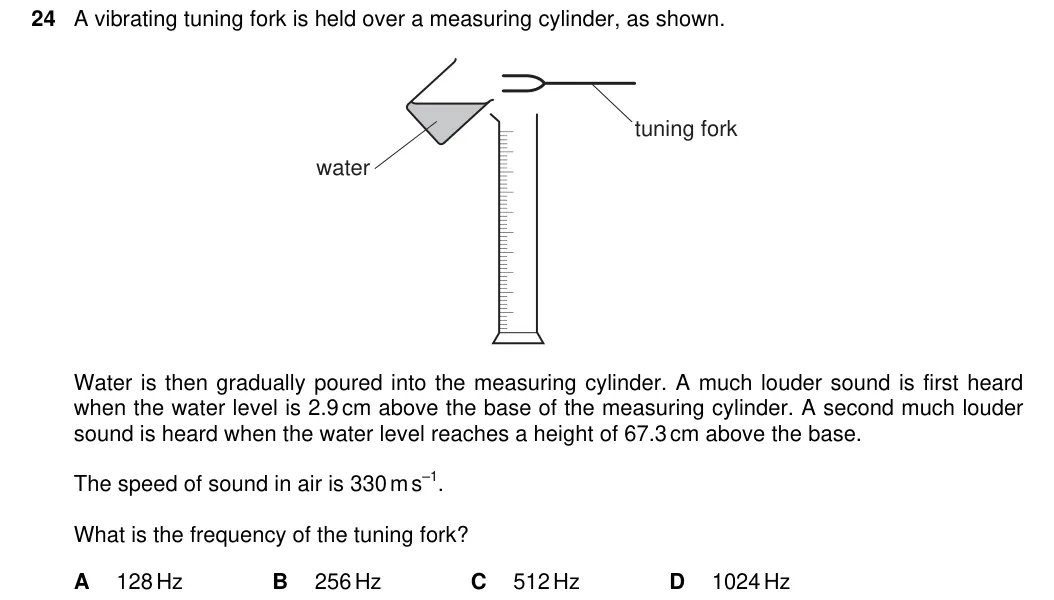 24 A vibrating tuning fork is held over a measuring cylinder, as shown.
tuning fork
water
Water is then gradually poured into the measuring cylinder. A much louder sound is first heard
when the water level is 2.9 cm above the base of the measuring cylinder. A second much louder
sound is heard when the water level reaches a height of 67.3 cm above the base.
The speed of sound in air is 330 m s⁻¹.
What is the frequency of the tuning fork?
A 128 Hz B 256 Hz C 512 Hz D 1024 Hz